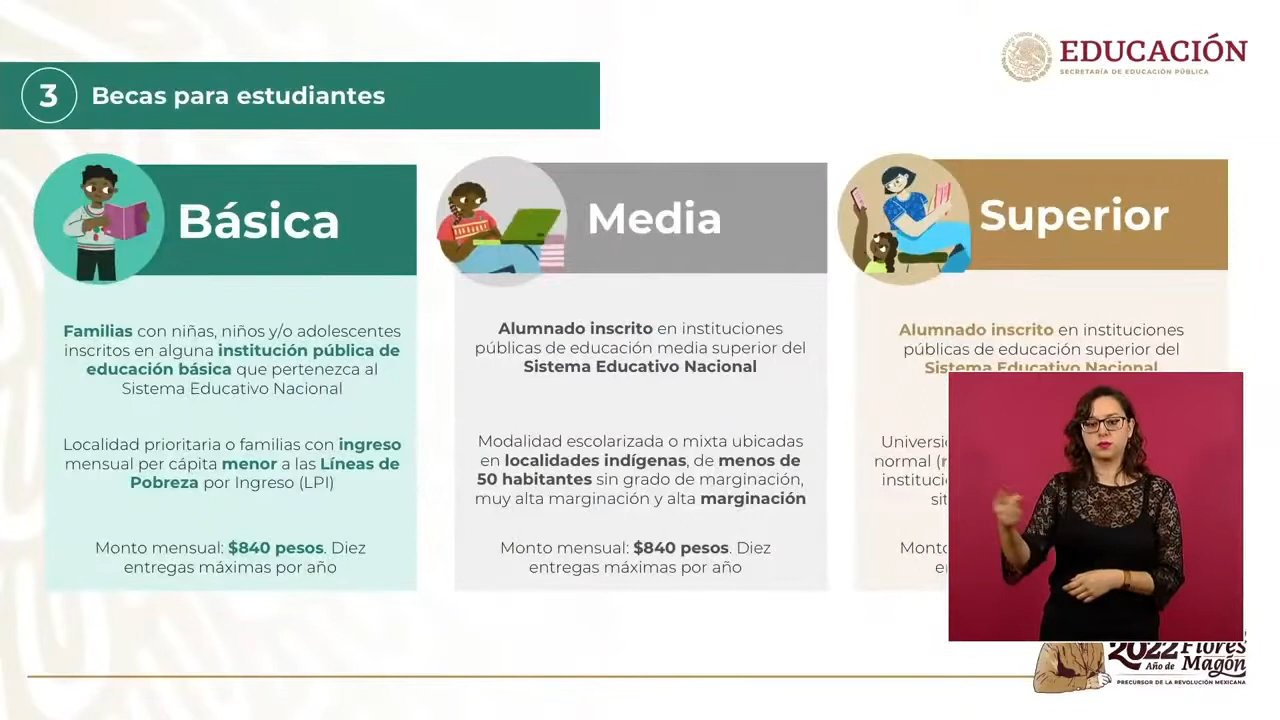 EDUCACIÓN
SECRETARÍA DE EDUCACIÓN PÚBLICA
3 Becas para estudiantes
Básica
Familias con niñas, niños y/o adolescentes
inscritos en alguna institución pública de
educación básica que pertenezca al
Sistema Educativo Nacional
Localidad prioritaria o familias con ingreso
mensual per cápita menor a las Líneas de
Pobreza por Ingreso (LPI)
Monto mensual: $840 pesos. Diez
entregas máximas por año
Media
Alumnado inscrito en instituciones
públicas de educación media superior del
Sistema Educativo Nacional
Modalidad escolarizada o mixta ubicadas
en localidades indígenas, de menos de
50 habitantes sin grado de marginación,
muy alta marginación y alta marginación
Monto mensual: $840 pesos. Diez
entregas máximas por año
Superior
Alumnado inscrito en instituciones
públicas de educación superior del
Sistema Educativo Nacional
normal
2022 Flores
Año de Magón
PRECURSOR DE LA REVOLUCIÓN MEXICANA